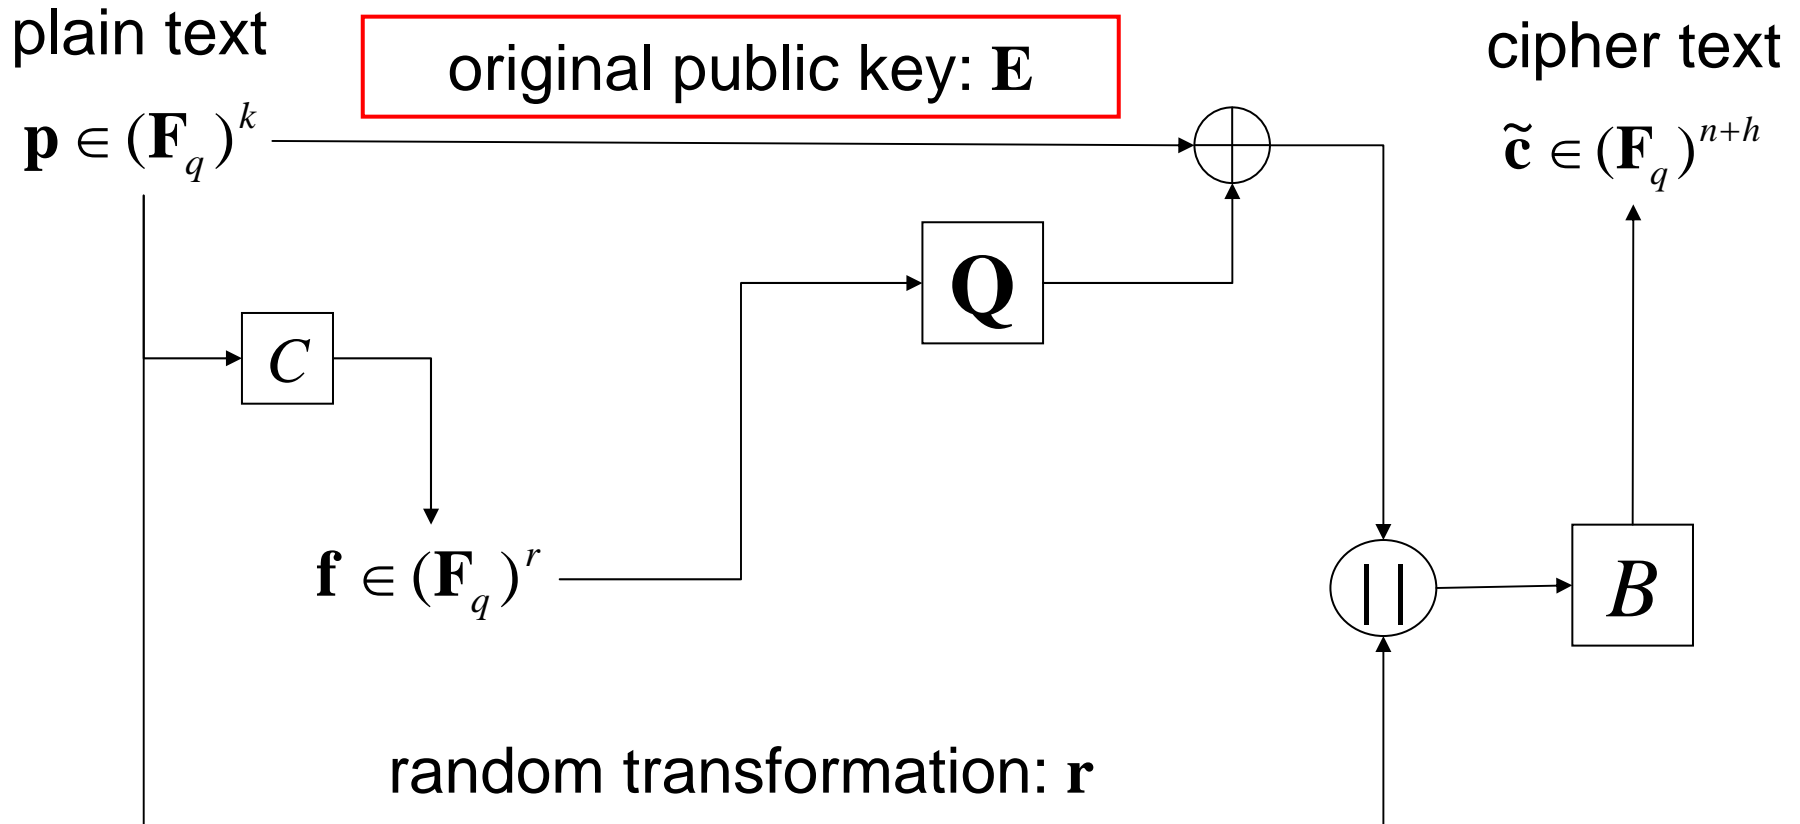 plain text
original public key: E
cipher text
p ∈ (F_q)^k
c̃ ∈ (F_q)^{n+h}
Q
C
f ∈ (F_q)^r
||
B
random transformation: r